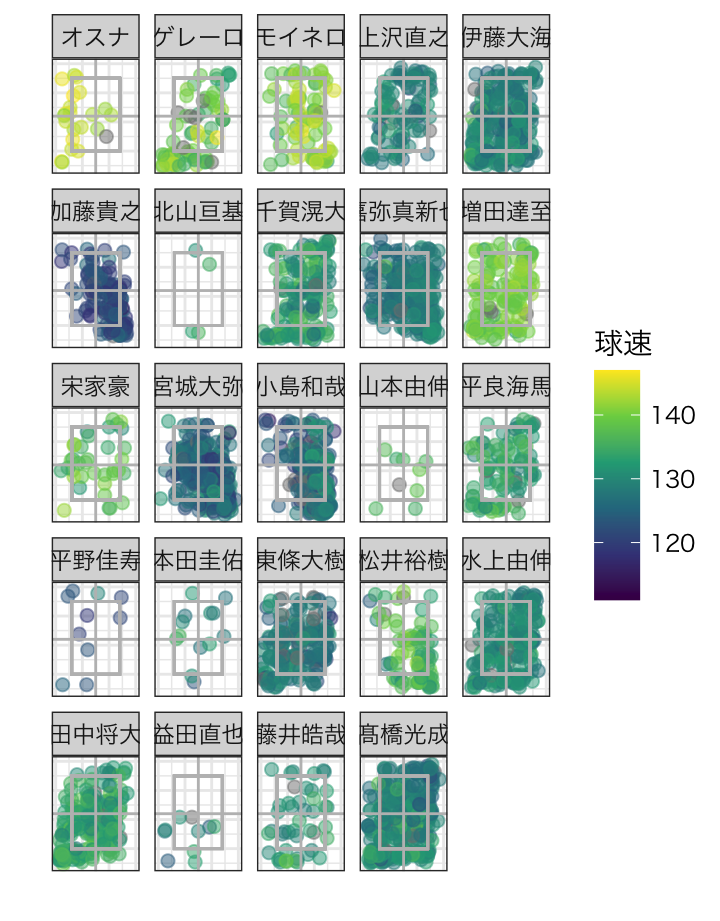 オスナ
ゲレーロ
モイネロ
上沢直之
伊藤大海
加藤貴之
北山亘基
千賀滉大
嘉弥真新也
増田達至
宋家豪
宮城大弥
小島和哉
山本由伸
平良海馬
平野佳寿
本田圭佑
東條大樹
松井裕樹
水上由伸
田中将大
益田直也
藤井皓哉
髙橋光成
球速
140
130
120